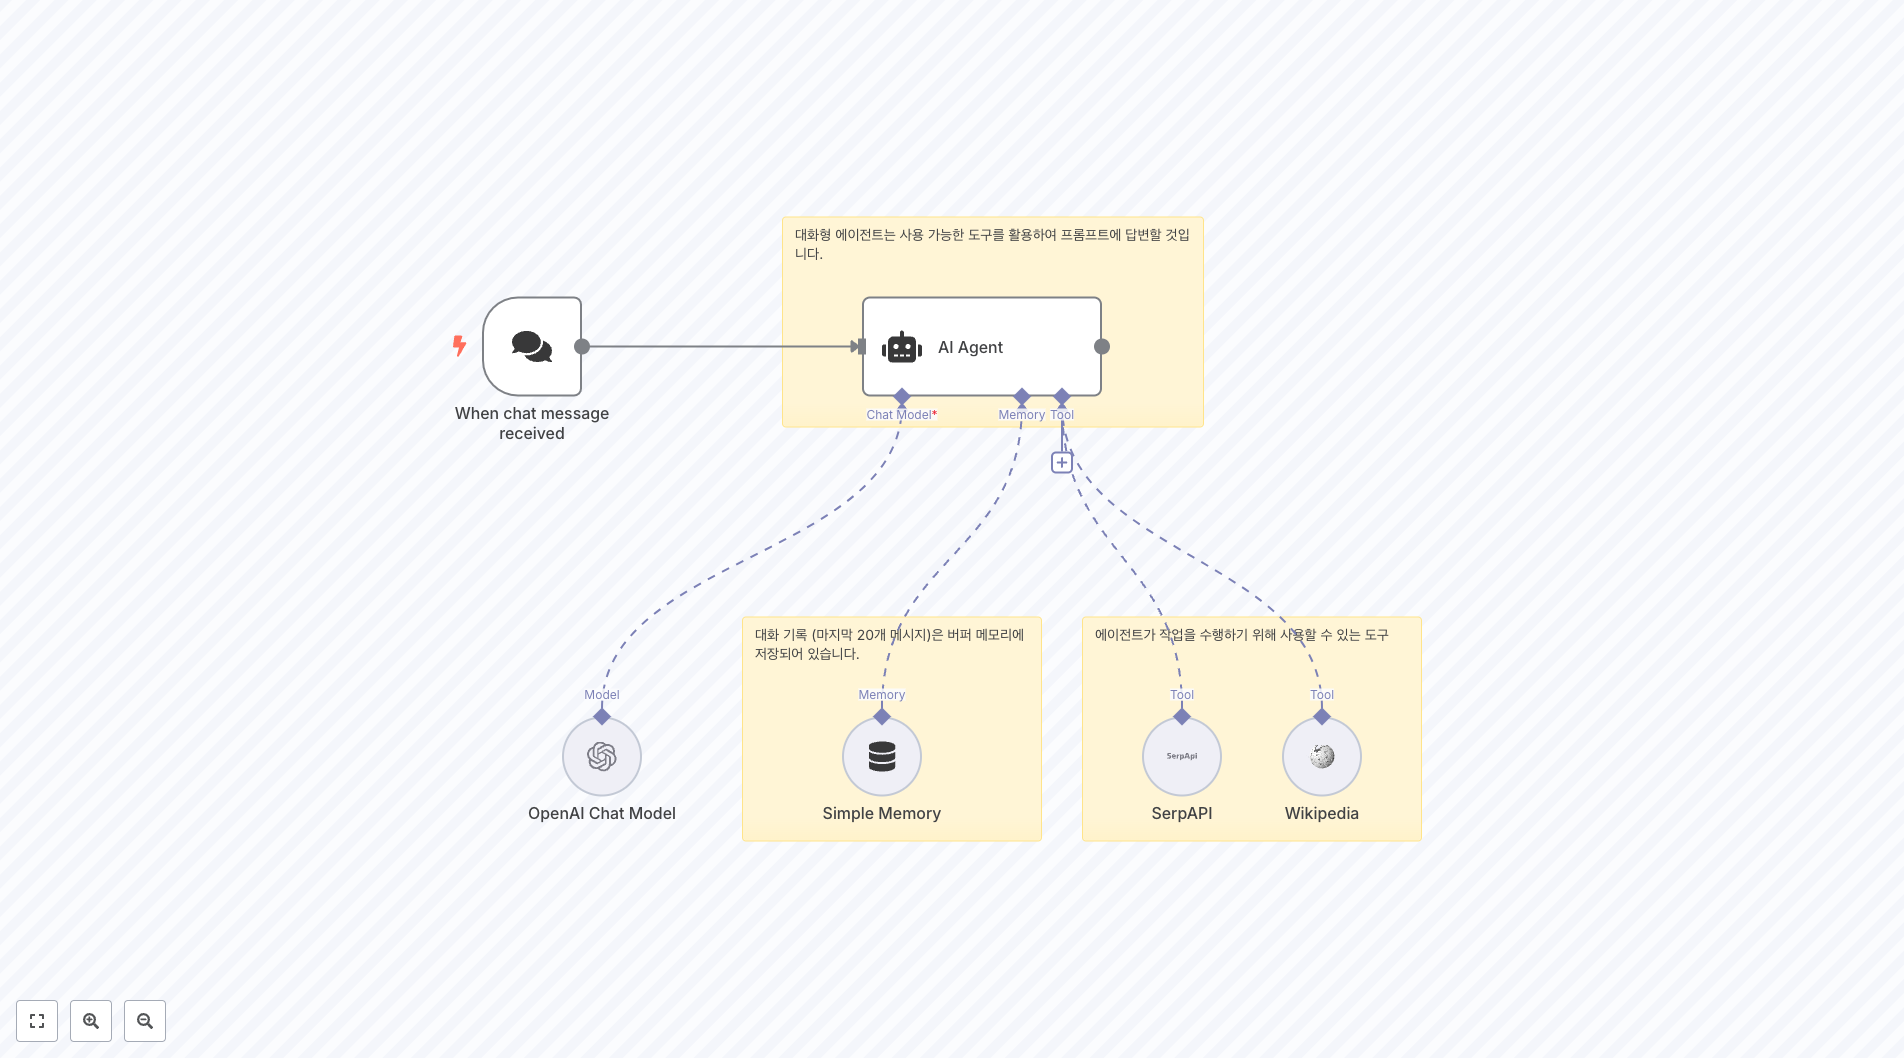 대화형 에이전트는 사용 가능한 도구를 활용하여 프롬프트에 답변할 것입
니다.
AI Agent
When chat message
received
Chat Model*
Memory
Tool
대화 기록 (마지막 20개 메시지)은 버퍼 메모리에
저장되어 있습니다.
에이전트가 작업을 수행하기 위해 사용할 수 있는 도구
Model
Memory
Tool
Tool
SerpApi
OpenAI Chat Model
Simple Memory
SerpAPI
Wikipedia